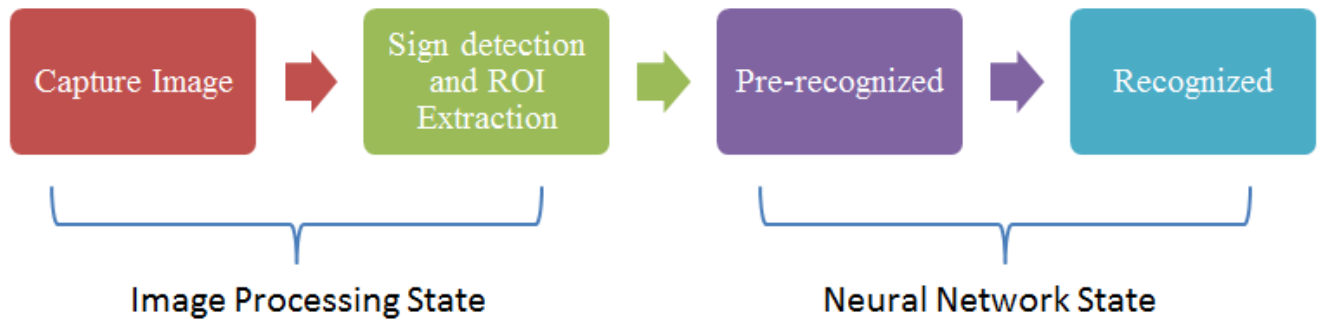 Capture Image
Sign detection
and ROI
Extraction
Pre-recognized
Recognized
Image Processing State
Neural Network State